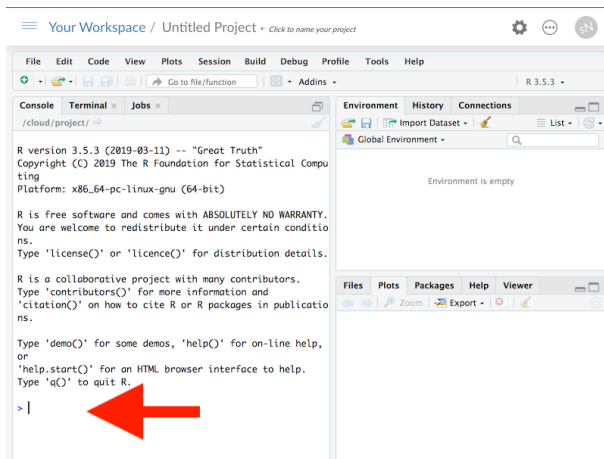 Your Workspace / Untitled Project ← Click to name your project
sN
File Edit Code View Plots Session Build Debug Profile Tools Help
Go to file/function Addins R 3.5.3
Console Terminal × Jobs ×
/cloud/project/
R version 3.5.3 (2019-03-11) -- "Great Truth"
Copyright (C) 2019 The R Foundation for Statistical Compu
ting
Platform: x86_64-pc-linux-gnu (64-bit)
R is free software and comes with ABSOLUTELY NO WARRANTY.
You are welcome to redistribute it under certain conditio
ns.
Type 'license()' or 'licence()' for distribution details.
R is a collaborative project with many contributors.
Type 'contributors()' for more information and
'citation()' on how to cite R or R packages in publicatio
ns.
Type 'demo()' for some demos, 'help()' for on-line help,
or
'help.start()' for an HTML browser interface to help.
Type 'q()' to quit R.
>
Environment History Connections
Import Dataset List
Global Environment
Environment is empty
Files Plots Packages Help Viewer
Zoom Export